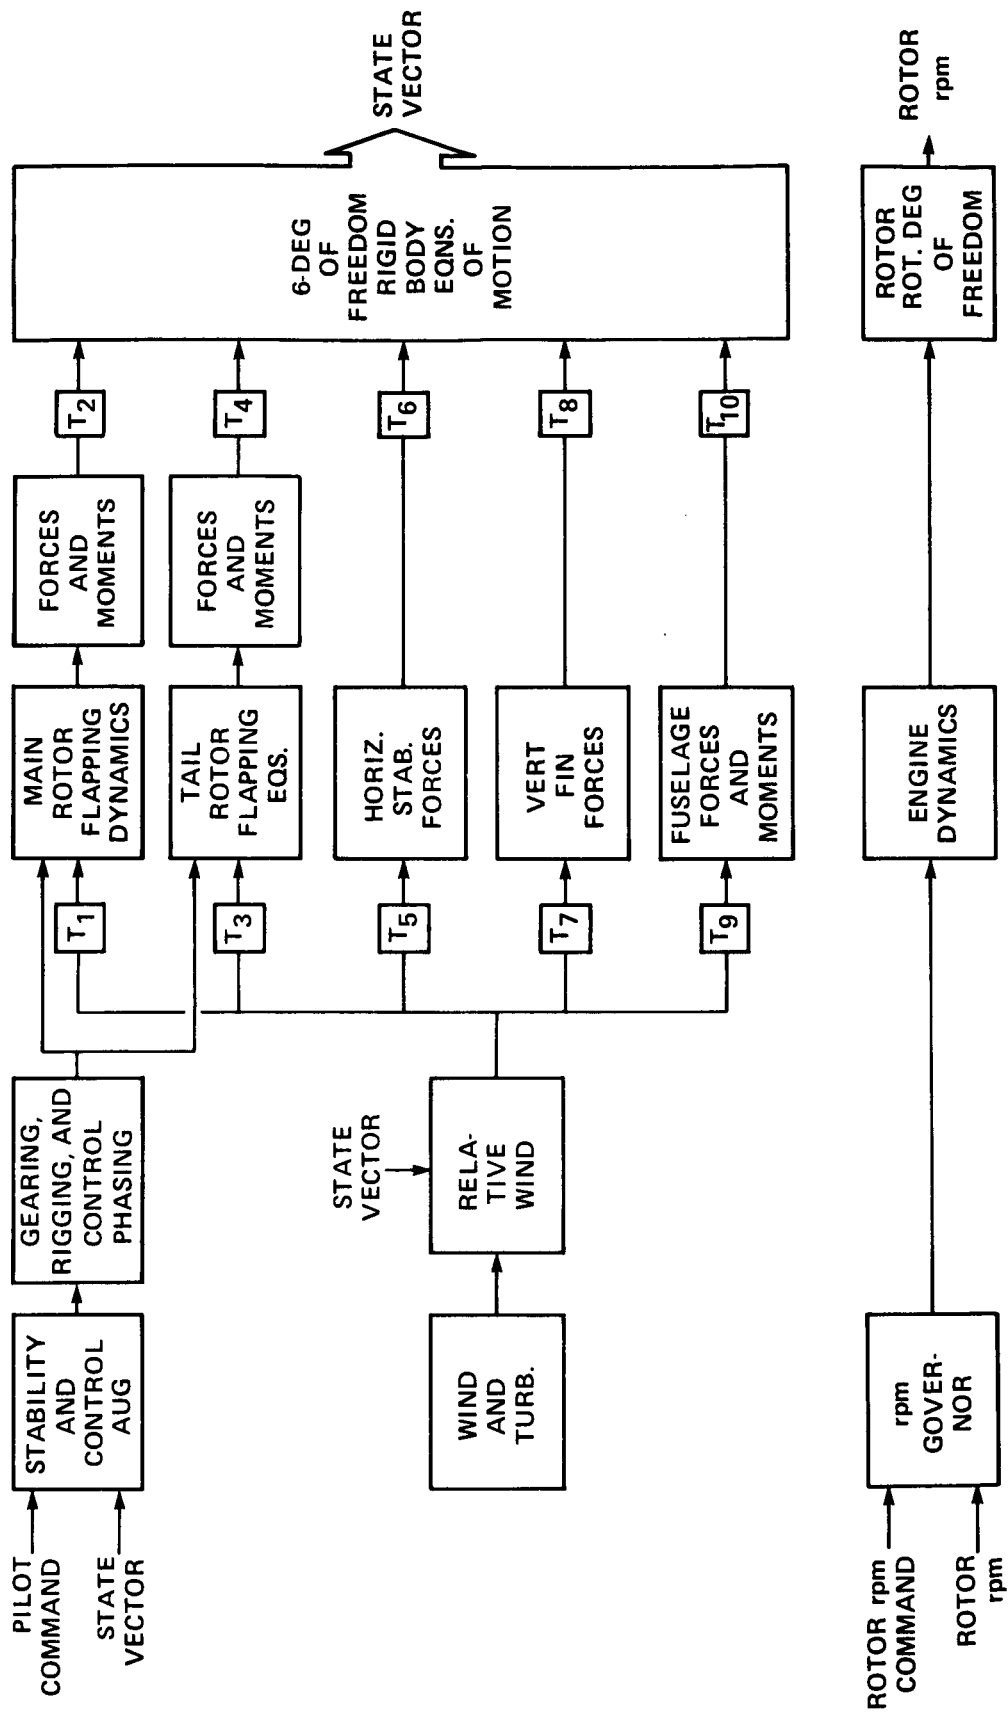 PILOT
COMMAND
STATE
VECTOR
STABILITY
AND
CONTROL
AUG
GEARING,
RIGGING, AND
CONTROL
PHASING
T1
MAIN
ROTOR
FLAPPING
DYNAMICS
FORCES
AND
MOMENTS
T2
T3
TAIL
ROTOR
FLAPPING
EQS.
FORCES
AND
MOMENTS
T4
6-DEG
OF
FREEDOM
RIGID
BODY
EQNS.
OF
MOTION
STATE
VECTOR
WIND
AND
TURB.
STATE
VECTOR
RELA-
TIVE
WIND
T5
HORIZ.
STAB.
FORCES
T6
T7
VERT
FIN
FORCES
T8
T9
FUSELAGE
FORCES
AND
MOMENTS
T10
ROTOR rpm
COMMAND
ROTOR
rpm
rpm
GOVER-
NOR
ENGINE
DYNAMICS
ROTOR
ROT. DEG
OF
FREEDOM
ROTOR
rpm